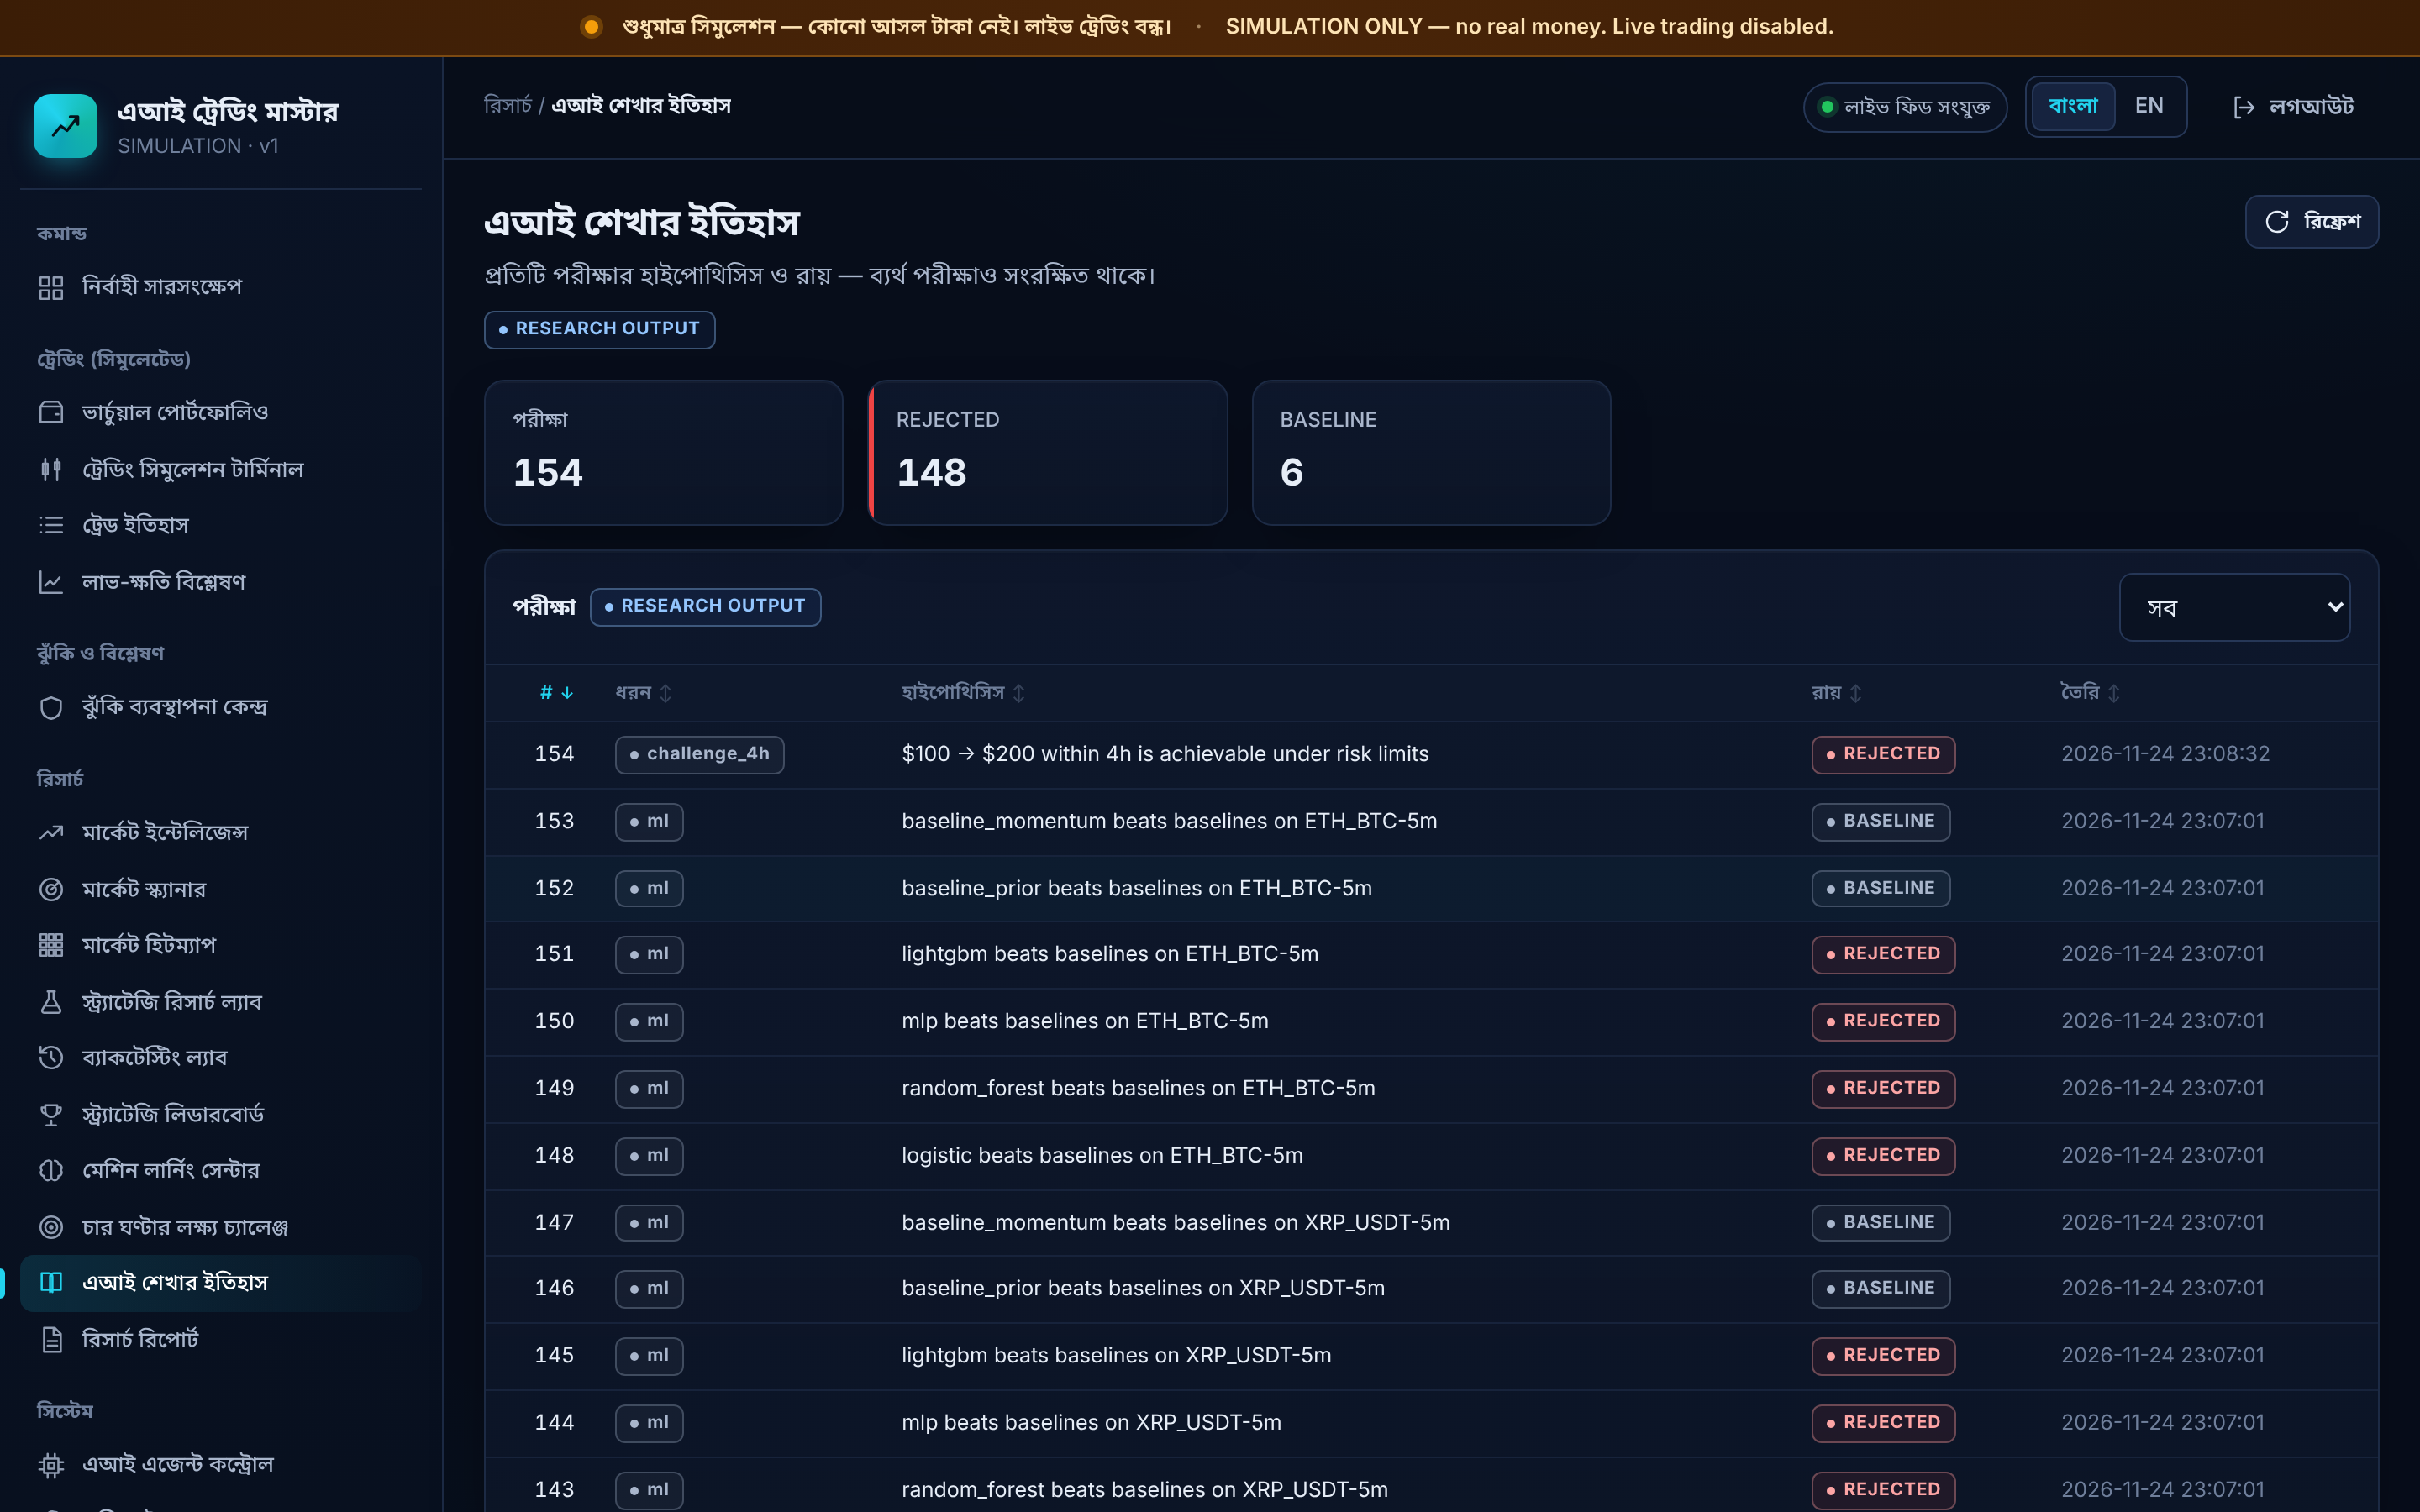 শুধুমাত্র সিমুলেশন — কোনো আসল টাকা নেই। লাইভ ট্রেডিং বন্ধ। · SIMULATION ONLY — no real money. Live trading disabled.
এআই ট্রেডিং মাস্টার
SIMULATION · v1
কমান্ড
নির্বাহী সারসংক্ষেপ
ট্রেডিং (সিমুলেটেড)
ভার্চুয়াল পোর্টফোলিও
ট্রেডিং সিমুলেশন টার্মিনাল
ট্রেড ইতিহাস
লাভ-ক্ষতি বিশ্লেষণ
ঝুঁকি ও বিশ্লেষণ
ঝুঁকি ব্যবস্থাপনা কেন্দ্র
রিসার্চ
মার্কেট ইন্টেলিজেন্স
মার্কেট স্ক্যানার
মার্কেট হিটম্যাপ
স্ট্র্যাটেজি রিসার্চ ল্যাব
ব্যাকটেস্টিং ল্যাব
স্ট্র্যাটেজি লিডারবোর্ড
মেশিন লার্নিং সেন্টার
চার ঘণ্টার লক্ষ্য চ্যালেঞ্জ
এআই শেখার ইতিহাস
রিসার্চ রিপোর্ট
সিস্টেম
এআই এজেন্ট কন্ট্রোল
রিসার্চ / এআই শেখার ইতিহাস
লাইভ ফিড সংযুক্ত
বাংলা EN
লগআউট
এআই শেখার ইতিহাস
রিফ্রেশ
প্রতিটি পরীক্ষার হাইপোথিসিস ও রায় — ব্যর্থ পরীক্ষাও সংরক্ষিত থাকে।
RESEARCH OUTPUT
পরীক্ষা
154
REJECTED
148
BASELINE
6
পরীক্ষা RESEARCH OUTPUT
সব
# ↓ ধরন হাইপোথিসিস রায় তৈরি
154 challenge_4h $100 → $200 within 4h is achievable under risk limits REJECTED 2026-11-24 23:08:32
153 ml baseline_momentum beats baselines on ETH_BTC-5m BASELINE 2026-11-24 23:07:01
152 ml baseline_prior beats baselines on ETH_BTC-5m BASELINE 2026-11-24 23:07:01
151 ml lightgbm beats baselines on ETH_BTC-5m REJECTED 2026-11-24 23:07:01
150 ml mlp beats baselines on ETH_BTC-5m REJECTED 2026-11-24 23:07:01
149 ml random_forest beats baselines on ETH_BTC-5m REJECTED 2026-11-24 23:07:01
148 ml logistic beats baselines on ETH_BTC-5m REJECTED 2026-11-24 23:07:01
147 ml baseline_momentum beats baselines on XRP_USDT-5m BASELINE 2026-11-24 23:07:01
146 ml baseline_prior beats baselines on XRP_USDT-5m BASELINE 2026-11-24 23:07:01
145 ml lightgbm beats baselines on XRP_USDT-5m REJECTED 2026-11-24 23:07:01
144 ml mlp beats baselines on XRP_USDT-5m REJECTED 2026-11-24 23:07:01
143 ml random_forest beats baselines on XRP_USDT-5m REJECTED 2026-11-24 23:07:01